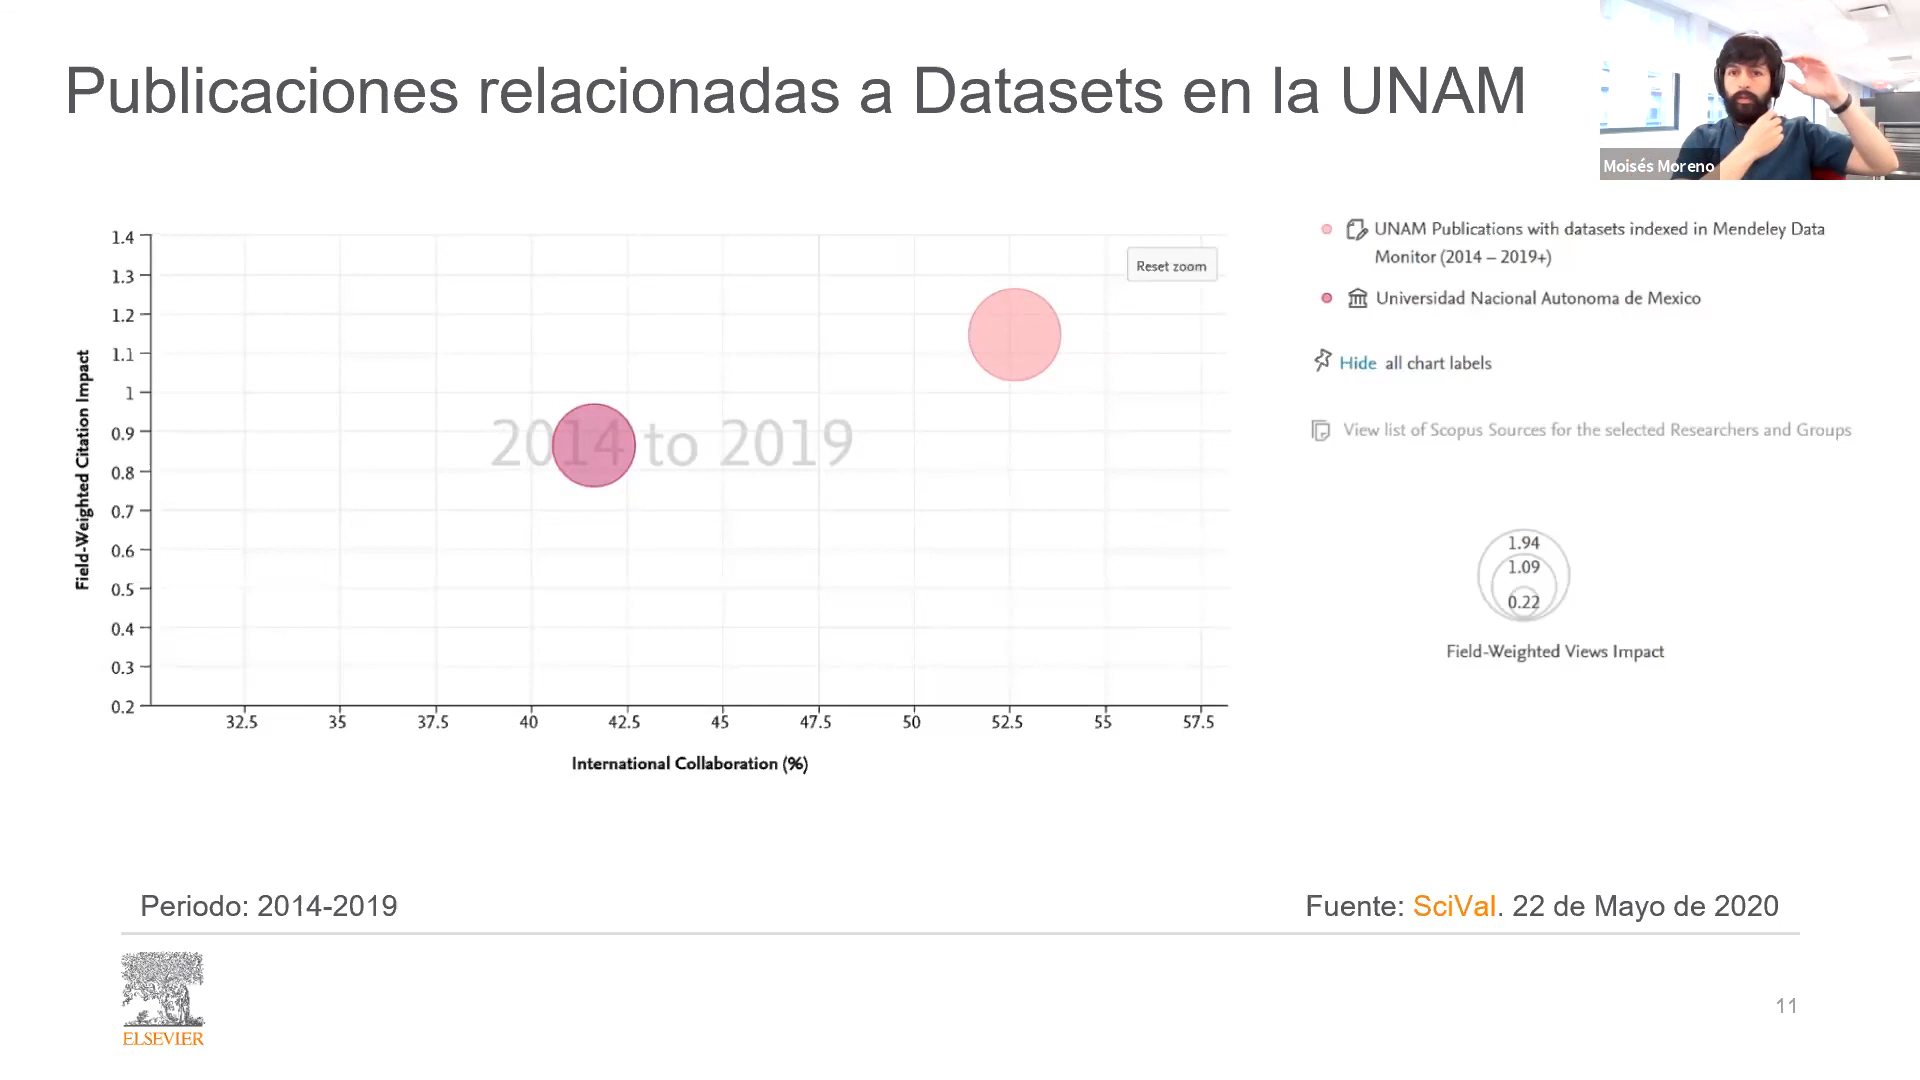 Publicaciones relacionadas a Datasets en la UNAM
Moisés Moreno
1.4
1.3
1.2
1.1
1
0.9
0.8
0.7
0.6
0.5
0.4
0.3
0.2
Field-Weighted Citation Impact
Reset zoom
2014 to 2019
32.5 35 37.5 40 42.5 45 47.5 50 52.5 55 57.5
International Collaboration (%)
UNAM Publications with datasets indexed in Mendeley Data
Monitor (2014 – 2019+)
Universidad Nacional Autonoma de Mexico
Hide all chart labels
View list of Scopus Sources for the selected Researchers and Groups
1.94
1.09
0.22
Field-Weighted Views Impact
Periodo: 2014-2019
Fuente: SciVal. 22 de Mayo de 2020
ELSEVIER
11